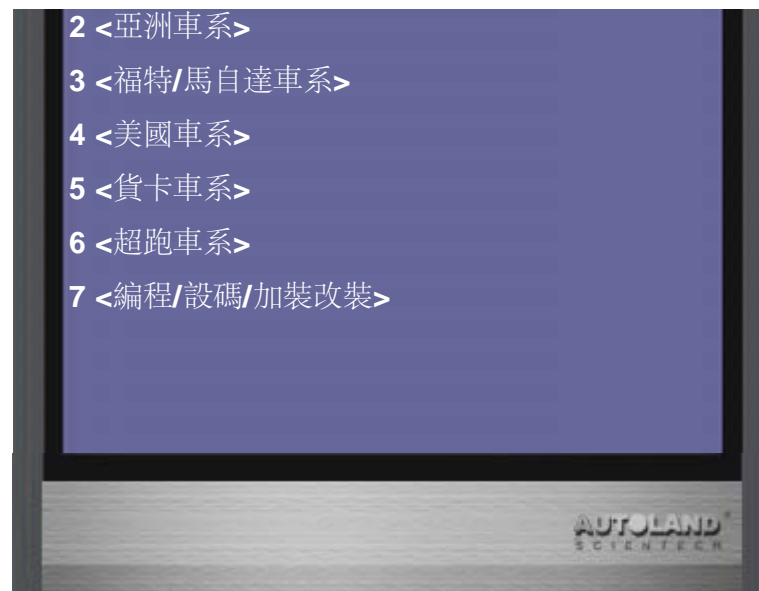 2 <亞洲車系>
3 <福特/馬自達車系>
4 <美國車系>
5 <貨卡車系>
6 <超跑車系>
7 <編程/設碼/加裝改裝>
AUTOLAND
SCIENTECH